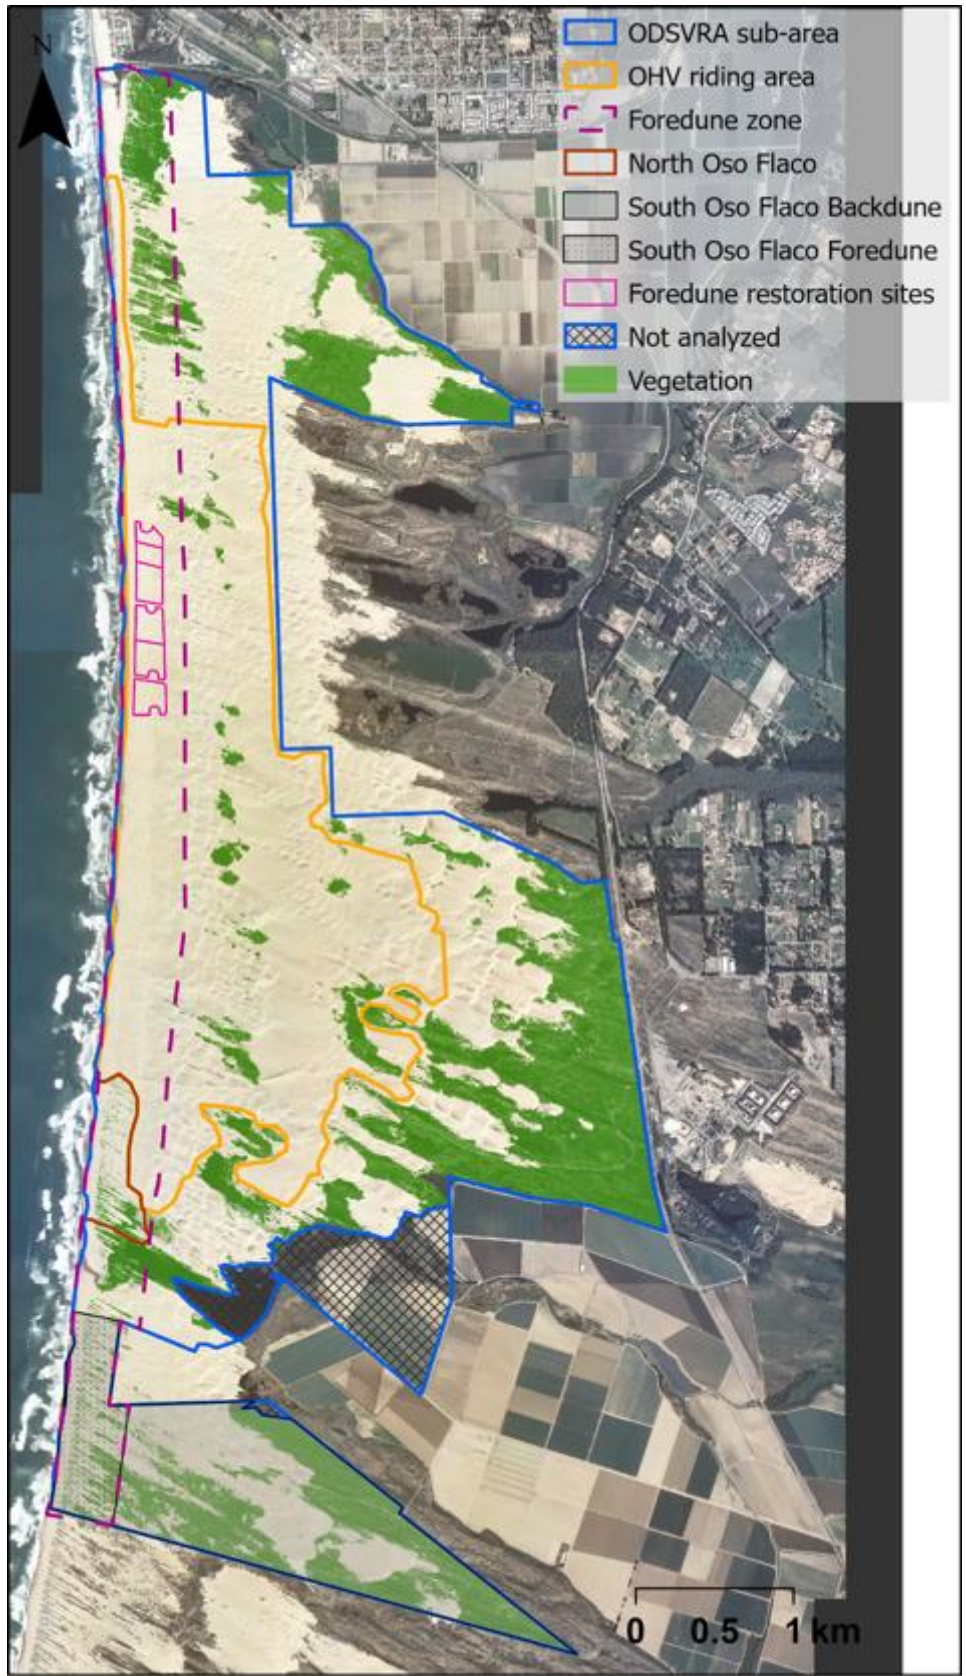 N
ODSVRA sub-area
OHV riding area
Foredune zone
North Oso Flaco
South Oso Flaco Backdune
South Oso Flaco Foredune
Foredune restoration sites
Not analyzed
Vegetation
0 0.5 1 km